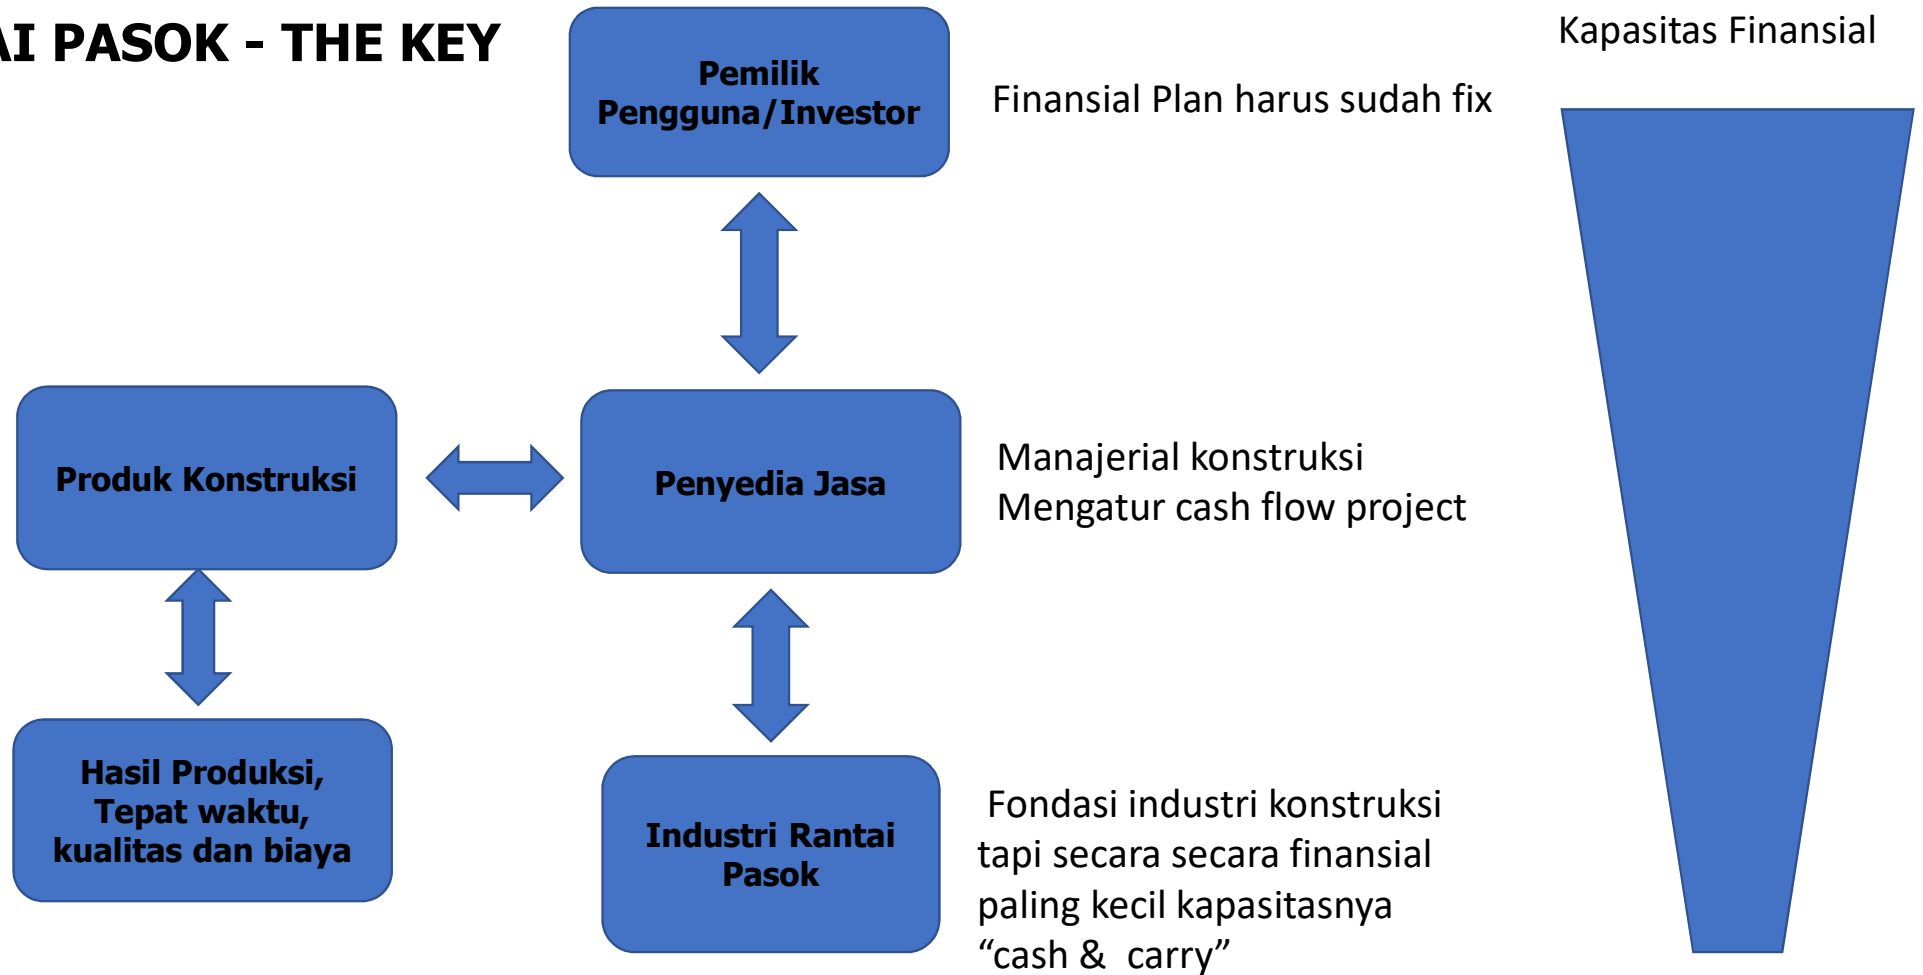 AI PASOK - THE KEY
Kapasitas Finansial
Pemilik
Pengguna/Investor
Finansial Plan harus sudah fix
Produk Konstruksi
Penyedia Jasa
Manajerial konstruksi
Mengatur cash flow project
Hasil Produksi,
Tepat waktu,
kualitas dan biaya
Industri Rantai
Pasok
Fondasi industri konstruksi
tapi secara secara finansial
paling kecil kapasitasnya
“cash & carry”